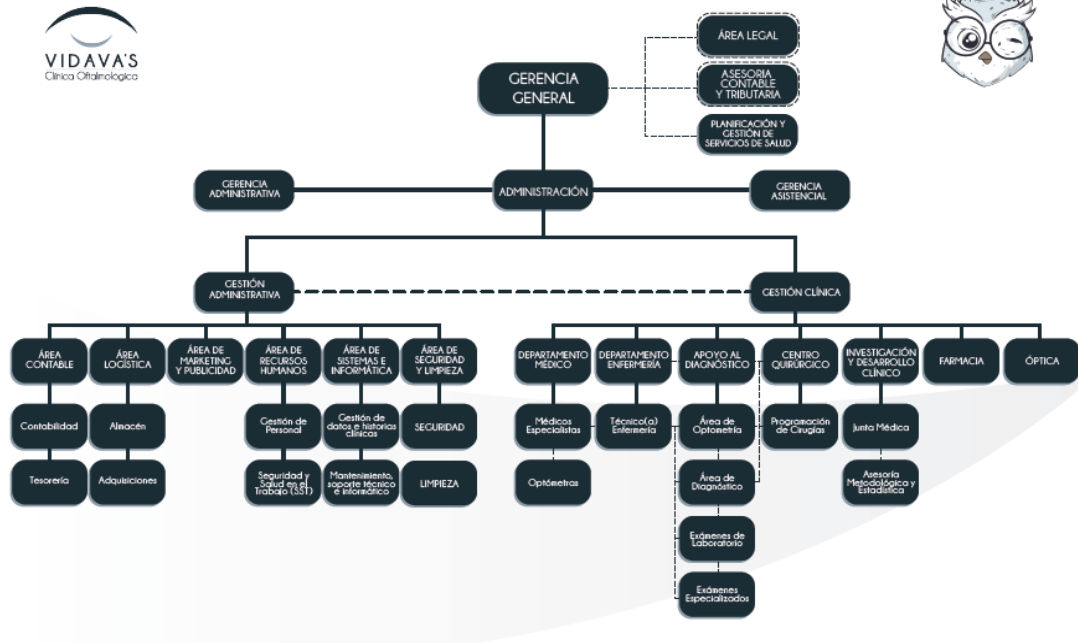 VIDAVA'S
Clínica Oftalmológica
GERENCIA
GENERAL
ÁREA LEGAL
ASESORIA
CONTABLE
Y TRIBUTARIA
PLANIFICACIÓN Y
GESTIÓN DE
SERVICIOS DE SALUD
GERENCIA
ADMINISTRATIVA
ADMINISTRACIÓN
GERENCIA
ASISTENCIAL
GESTIÓN
ADMINISTRATIVA
GESTIÓN CLÍNICA
ÁREA
CONTABLE
ÁREA
LOGÍSTICA
ÁREA DE
MARKETING
Y PUBLICIDAD
ÁREA DE
RECURSOS
HUMANOS
ÁREA DE
SISTEMAS E
INFORMÁTICA
ÁREA DE
SEGURIDAD
Y LIMPIEZA
DEPARTAMENTO
MÉDICO
DEPARTAMENTO
ENFERMERÍA
APOYO AL
DIAGNÓSTICO
CENTRO
QUIRÚRGICO
INVESTIGACIÓN
Y DESARROLLO
CLÍNICO
FARMACIA
ÓPTICA
Contabilidad
Almacén
Gestión de
Personal
Gestión de
datos e historias
clínicas
SEGURIDAD
Médicos
Especialistas
Técnico(a)
Enfermería
Área de
Optometría
Programación
de Cirugías
Junta Médica
Tesorería
Adquisiciones
Seguridad y
Salud en el
Trabajo (SST)
Mantenimiento,
soporte técnico
e informático
LIMPIEZA
Optómetras
Área de
Diagnóstico
Asesoría
Metodológica y
Estadística
Exámenes de
Laboratorio
Exámenes
Especializados